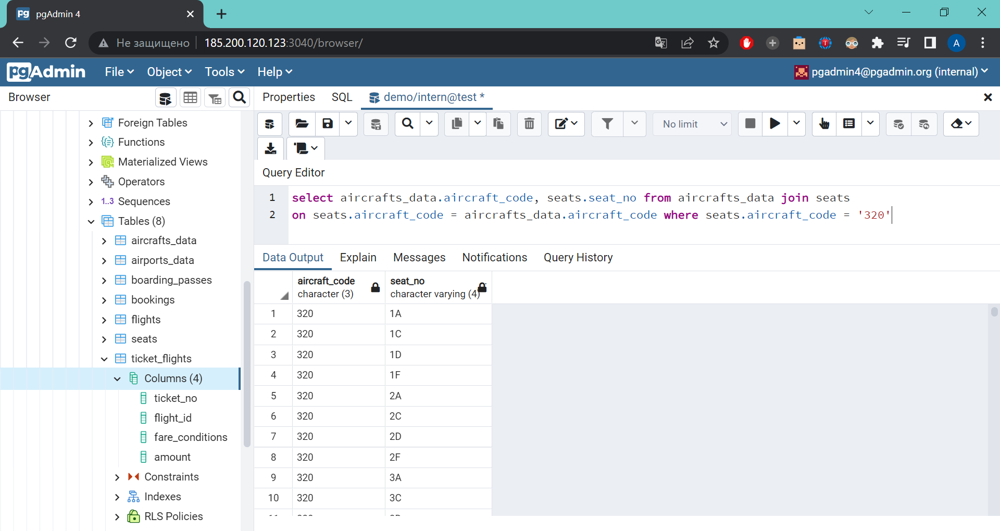 pg pgAdmin 4
Не защищено 185.200.120.123:3040/browser/
A
pgAdmin File Object Tools Help pgadmin4@pgadmin.org (internal)
Browser
Properties SQL demo/intern@test *
Foreign Tables
Functions
Materialized Views
Operators
1..3 Sequences
Tables (8)
aircrafts_data
airports_data
boarding_passes
bookings
flights
seats
ticket_flights
Columns (4)
ticket_no
flight_id
fare_conditions
amount
Constraints
Indexes
RLS Policies
No limit
Query Editor
1 select aircrafts_data.aircraft_code, seats.seat_no from aircrafts_data join seats
2 on seats.aircraft_code = aircrafts_data.aircraft_code where seats.aircraft_code = '320'
Data Output Explain Messages Notifications Query History
aircraft_code seat_no
character (3) character varying (4)
1 320 1A
2 320 1C
3 320 1D
4 320 1F
5 320 2A
6 320 2C
7 320 2D
8 320 2F
9 320 3A
10 320 3C